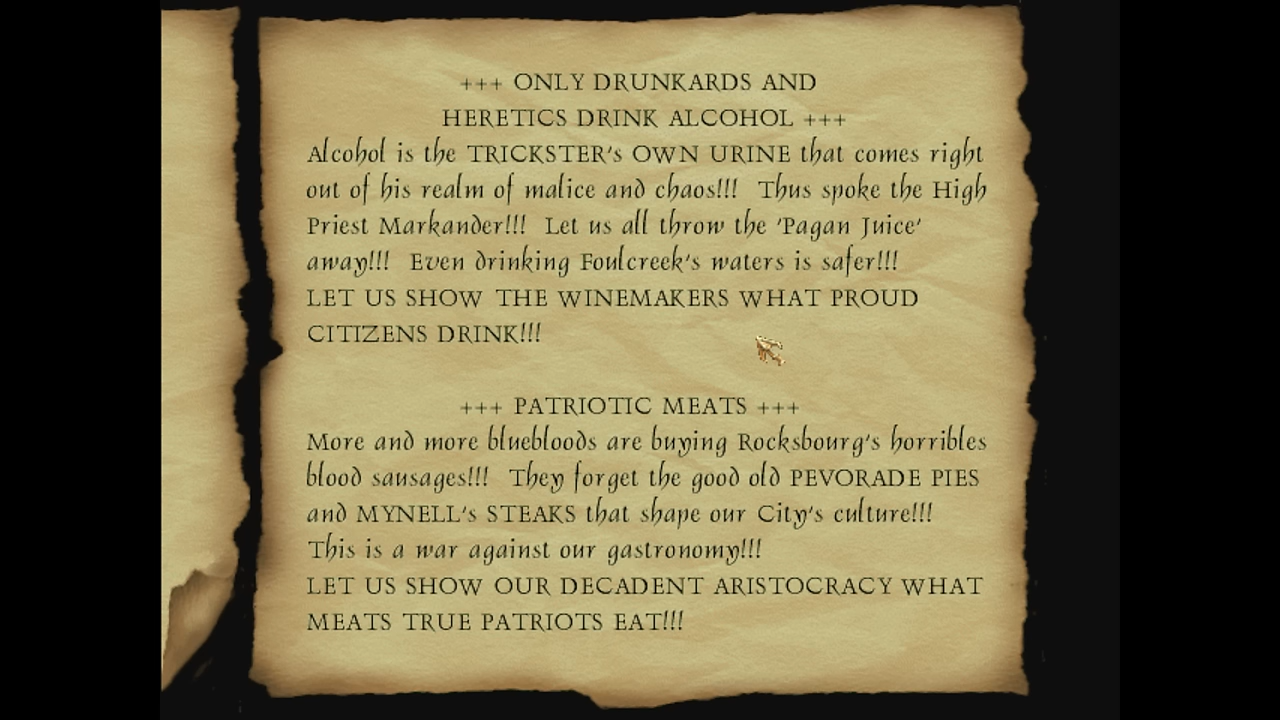 +++ ONLY DRUNKARDS AND
HERETICS DRINK ALCOHOL +++
Alcohol is the TRICKSTER's OWN URINE that comes right
out of his realm of malice and chaos!!! Thus spoke the High
Priest Markander!!! Let us all throw the 'Pagan Juice'
away!!! Even drinking Foulcreek's waters is safer!!!
LET US SHOW THE WINEMAKERS WHAT PROUD
CITIZENS DRINK!!!
+++ PATRIOTIC MEATS +++
More and more bluebloods are buying Rocksbourg's horribles
blood sausages!!! They forget the good old PEVORADE PIES
and MYNELL's STEAKS that shape our City's culture!!!
This is a war against our gastronomy!!!
LET US SHOW OUR DECADENT ARISTOCRACY WHAT
MEATS TRUE PATRIOTS EAT!!!